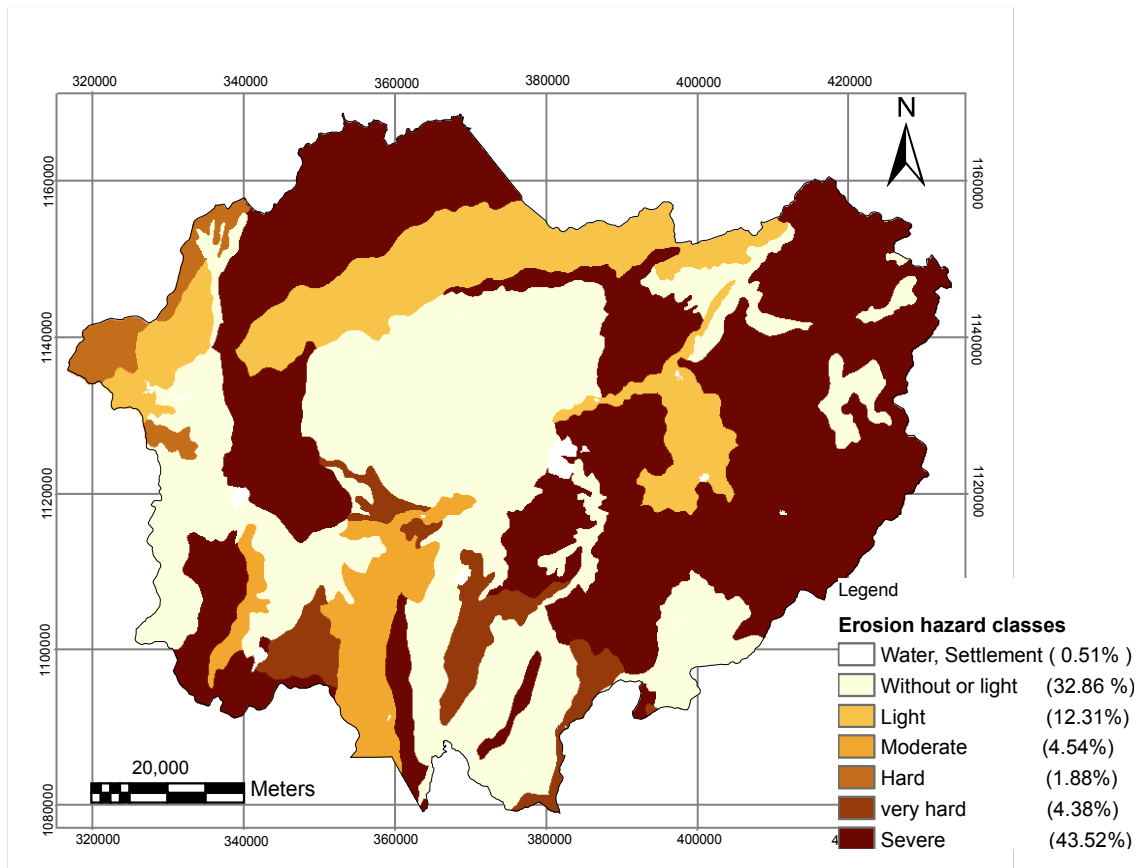 320000 340000 360000 380000 400000 420000
N
1160000 1160000
1140000 1140000
1120000 1120000
1100000
1080000
Legend
Erosion hazard classes
Water, Settlement ( 0.51% )
Without or light (32.86 %)
Light (12.31%)
Moderate (4.54%)
Hard (1.88%)
very hard (4.38%)
Severe (43.52%)
20,000
Meters
320000 340000 360000 380000 400000 4